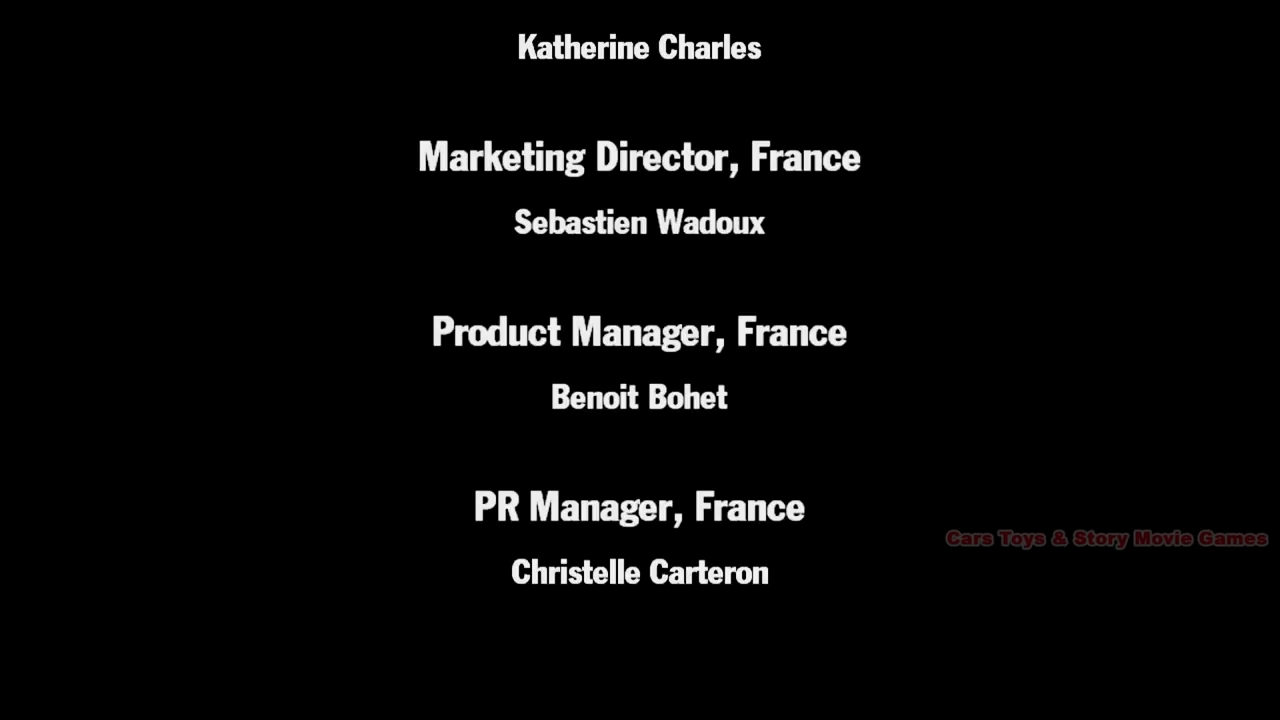 Katherine Charles
Marketing Director, France
Sebastien Wadoux
Product Manager, France
Benoit Bohet
PR Manager, France
Cars Toys & Story Movie Games
Christelle Carteron